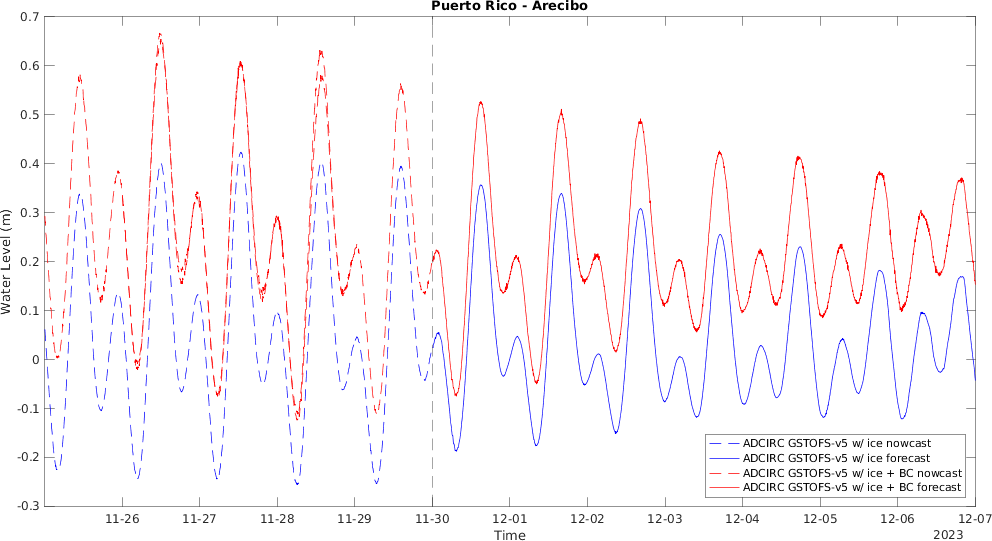 Puerto Rico - Arecibo
Water Level (m)
0.7
0.6
0.5
0.4
0.3
0.2
0.1
0
-0.1
-0.2
-0.3
ADCIRC GSTOFS-v5 w/ ice nowcast
ADCIRC GSTOFS-v5 w/ ice forecast
ADCIRC GSTOFS-v5 w/ ice + BC nowcast
ADCIRC GSTOFS-v5 w/ ice + BC forecast
11-26 11-27 11-28 11-29 11-30 12-01 12-02 12-03 12-04 12-05 12-06 12-07
Time
2023